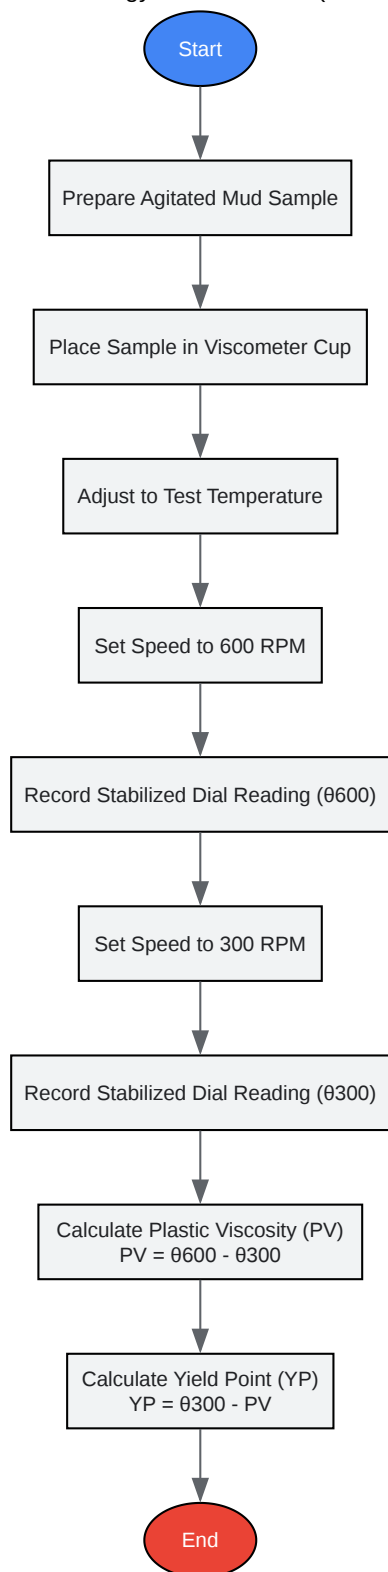 Start
Prepare Agitated Mud Sample
Place Sample in Viscometer Cup
Adjust to Test Temperature
Set Speed to 600 RPM
Record Stabilized Dial Reading (θ600)
Set Speed to 300 RPM
Record Stabilized Dial Reading (θ300)
Calculate Plastic Viscosity (PV)
PV = θ600 - θ300
Calculate Yield Point (YP)
YP = θ300 - PV
End